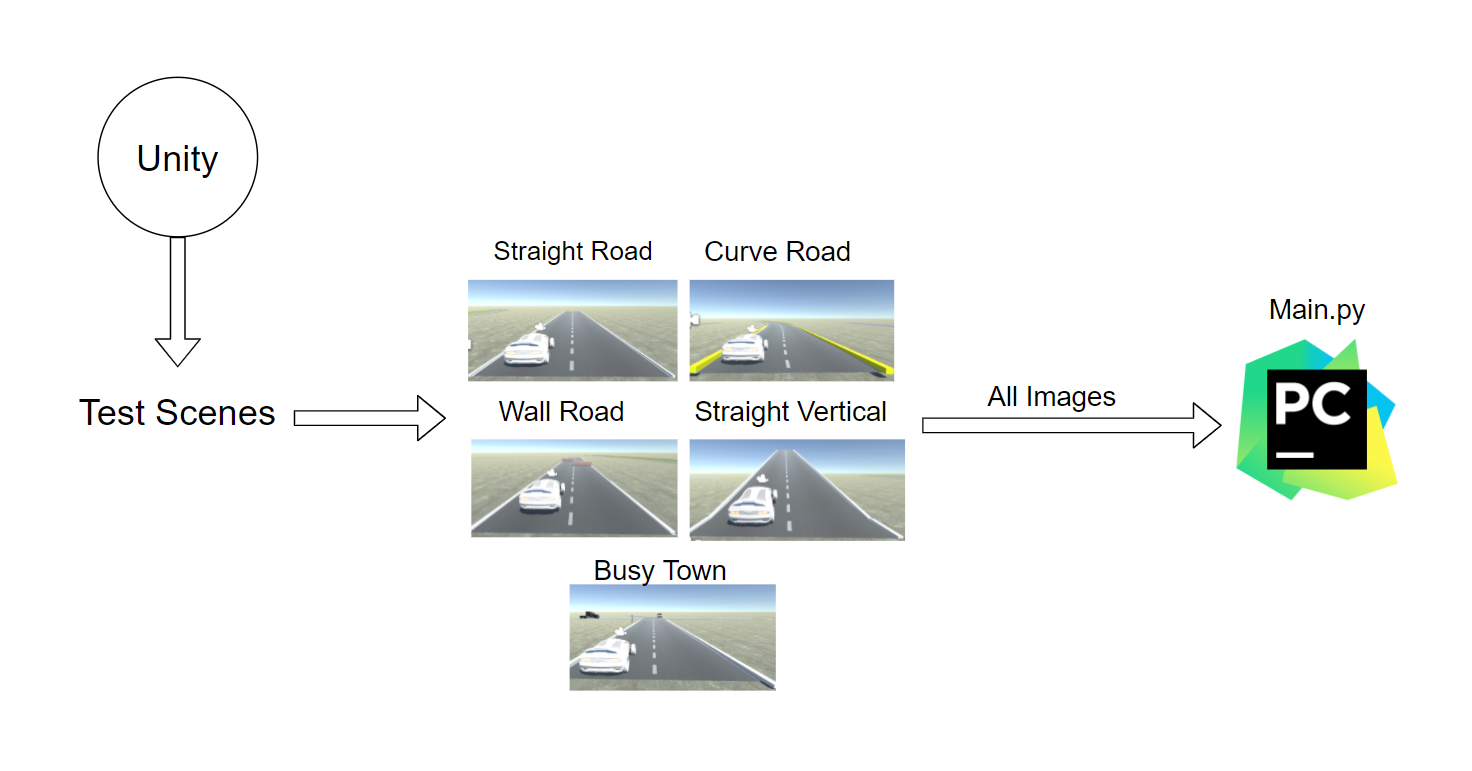 Unity
Test Scenes
Straight Road
Curve Road
Wall Road
Straight Vertical
Busy Town
All Images
Main.py
PC